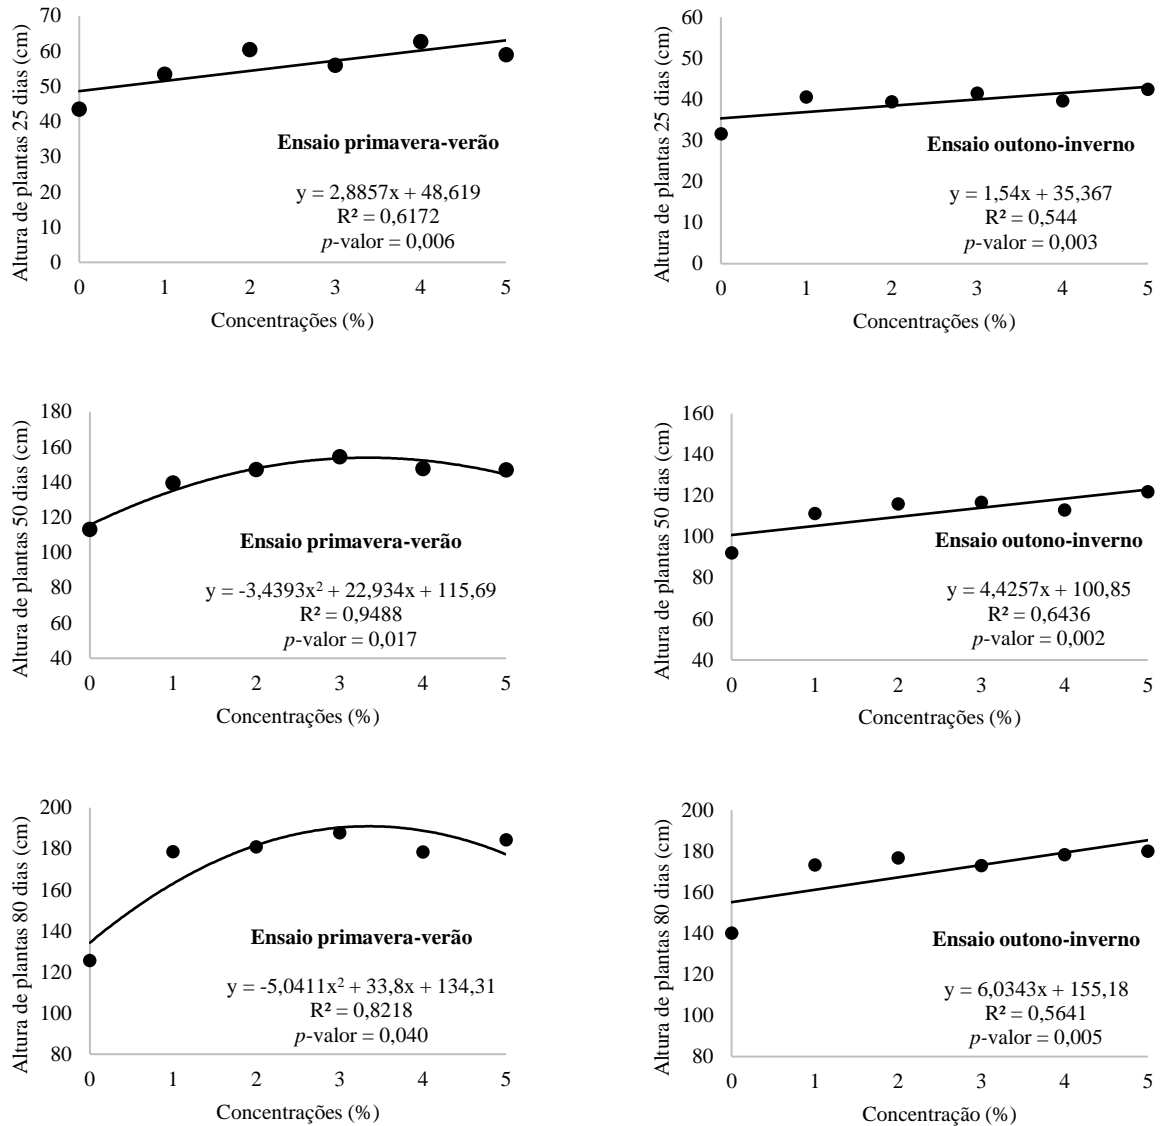 Altura de plantas 25 dias (cm)
70
60
50
40
30
20
10
0
Ensaio primavera-verão
y = 2,8857x + 48,619
R² = 0,6172
p-valor = 0,006
0 1 2 3 4 5
Concentrações (%)
Altura de plantas 25 dias (cm)
60
50
40
30
20
10
0
Ensaio outono-inverno
y = 1,54x + 35,367
R² = 0,544
p-valor = 0,003
0 1 2 3 4 5
Concentrações (%)
Altura de plantas 50 dias (cm)
180
160
140
120
100
80
60
40
Ensaio primavera-verão
y = -3,4393x² + 22,934x + 115,69
R² = 0,9488
p-valor = 0,017
0 1 2 3 4 5
Concentrações (%)
Altura de plantas 50 dias (cm)
160
140
120
100
80
60
40
Ensaio outono-inverno
y = 4,4257x + 100,85
R² = 0,6436
p-valor = 0,002
0 1 2 3 4 5
Concentrações (%)
Altura de plantas 80 dias (cm)
200
180
160
140
120
100
80
Ensaio primavera-verão
y = -5,0411x² + 33,8x + 134,31
R² = 0,8218
p-valor = 0,040
0 1 2 3 4 5
Concentrações (%)
Altura de plantas 80 dias (cm)
200
180
160
140
120
100
80
Ensaio outono-inverno
y = 6,0343x + 155,18
R² = 0,5641
p-valor = 0,005
0 1 2 3 4 5
Concentração (%)